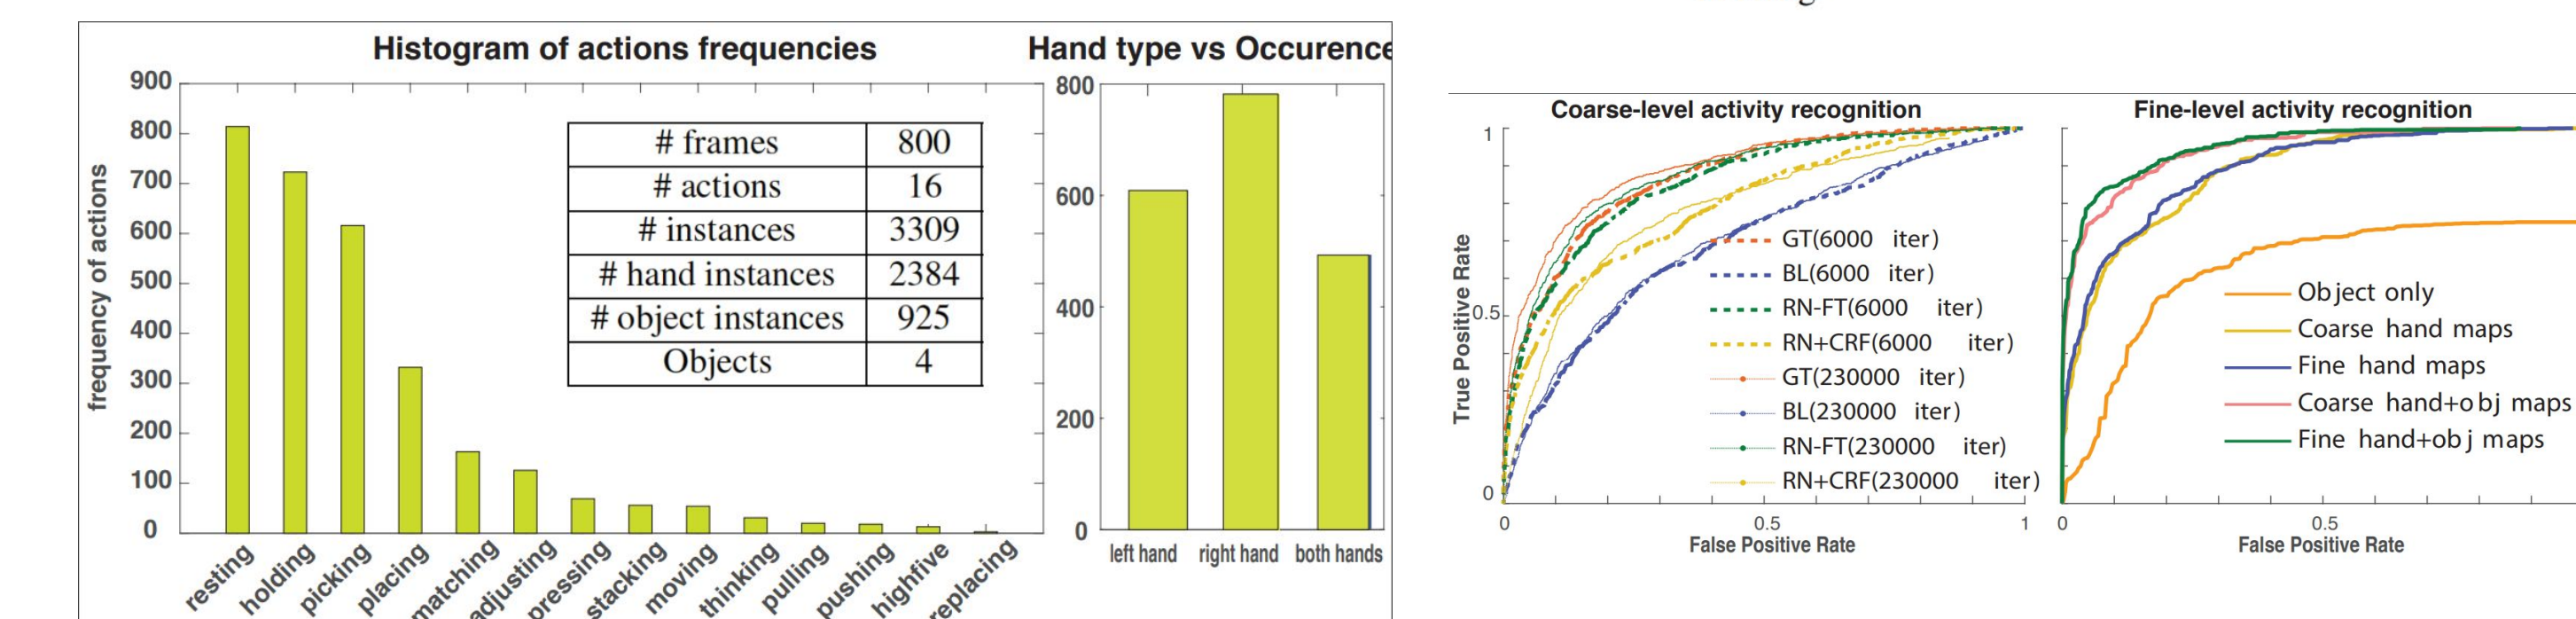 Histogram of actions frequencies
900
800
700
600
500
400
300
200
100
0
frequency of actions
# frames 800
# actions 16
# instances 3309
# hand instances 2384
# object instances 925
Objects 4
resting holding picking placing matching adjusting pressing stacking moving thinking pulling pushing highfive replacing
Hand type vs Occurence
800
600
400
200
0
left hand right hand both hands
Coarse-level activity recognition
True Positive Rate
1
0.5
0
GT(6000 iter)
BL(6000 iter)
RN-FT(6000 iter)
RN+CRF(6000 iter)
GT(230000 iter)
BL(230000 iter)
RN-FT(230000 iter)
RN+CRF(230000 iter)
0 0.5 1
False Positive Rate
Fine-level activity recognition
Object only
Coarse hand maps
Fine hand maps
Coarse hand+obj maps
Fine hand+obj maps
0 0.5
False Positive Rate